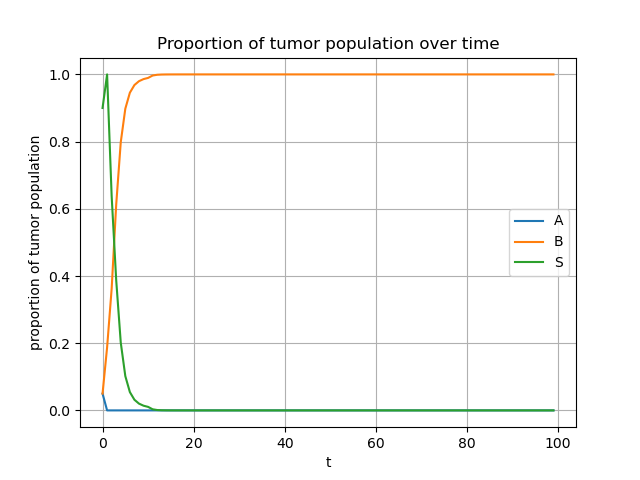 Proportion of tumor population over time
proportion of tumor population
1.0
0.8
0.6
0.4
0.2
0.0
A
B
S
0
20
40
60
80
100
t